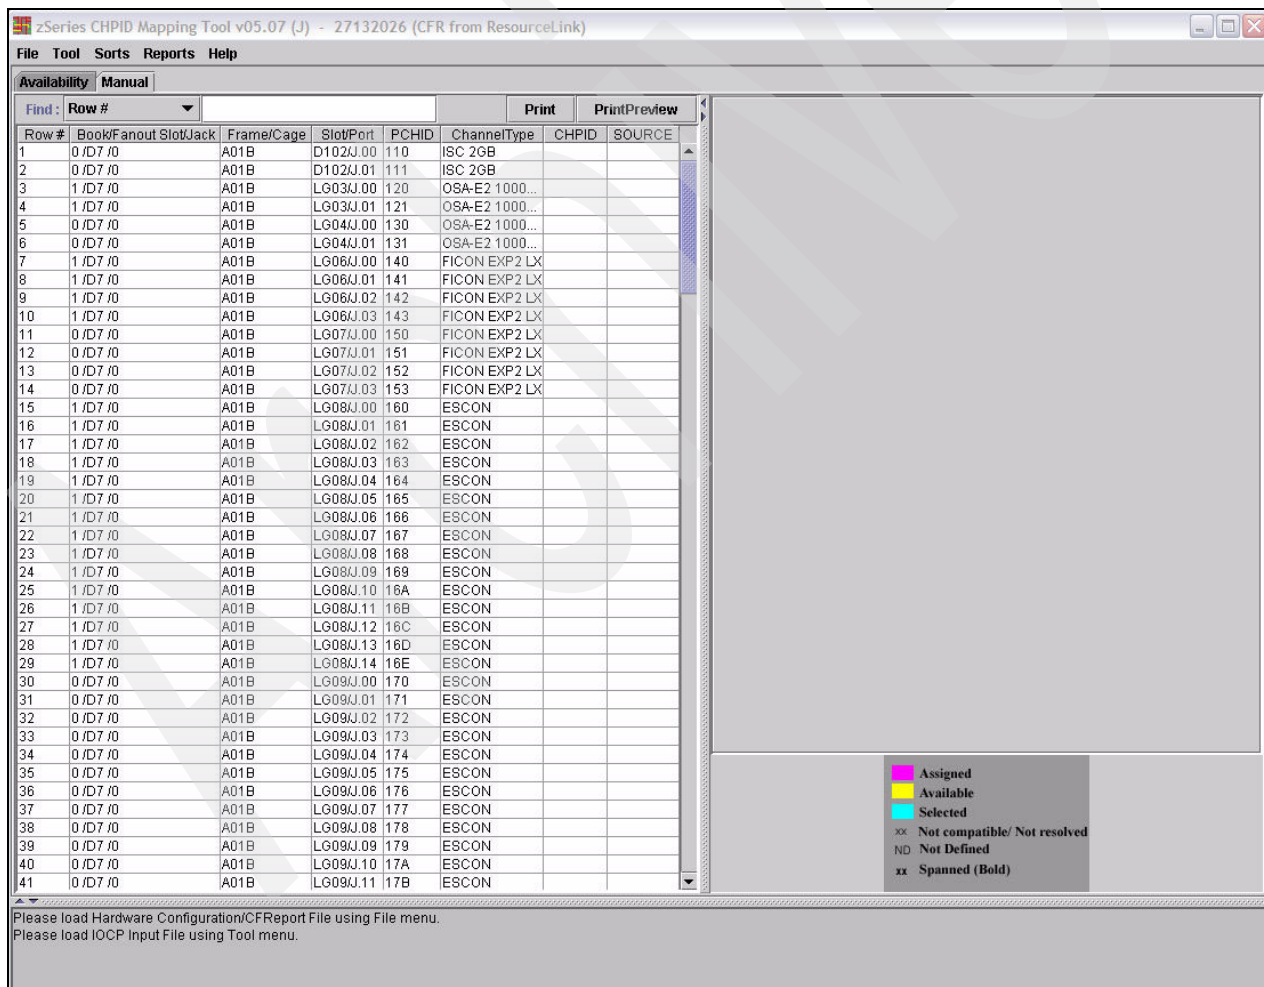 zSeries CHPID Mapping Tool v05.07 (J) - 27132026 (CFR from ResourceLink)
File Tool Sorts Reports Help
Availability Manual
Find: Row # Print PrintPreview
Row # Book/Fanout Slot/Jack Frame/Cage Slot/Port PCHID ChannelType CHPID SOURCE
1 0 /D7 /0 A01B D102/J.00 110 ISC 2GB
2 0 /D7 /0 A01B D102/J.01 111 ISC 2GB
3 1 /D7 /0 A01B LG03/J.00 120 OSA-E2 1000...
4 1 /D7 /0 A01B LG03/J.01 121 OSA-E2 1000...
5 0 /D7 /0 A01B LG04/J.00 130 OSA-E2 1000...
6 0 /D7 /0 A01B LG04/J.01 131 OSA-E2 1000...
7 1 /D7 /0 A01B LG06/J.00 140 FICON EXP2 LX
8 1 /D7 /0 A01B LG06/J.01 141 FICON EXP2 LX
9 1 /D7 /0 A01B LG06/J.02 142 FICON EXP2 LX
10 1 /D7 /0 A01B LG06/J.03 143 FICON EXP2 LX
11 0 /D7 /0 A01B LG07/J.00 150 FICON EXP2 LX
12 0 /D7 /0 A01B LG07/J.01 151 FICON EXP2 LX
13 0 /D7 /0 A01B LG07/J.02 152 FICON EXP2 LX
14 0 /D7 /0 A01B LG07/J.03 153 FICON EXP2 LX
15 1 /D7 /0 A01B LG08/J.00 160 ESCON
16 1 /D7 /0 A01B LG08/J.01 161 ESCON
17 1 /D7 /0 A01B LG08/J.02 162 ESCON
18 1 /D7 /0 A01B LG08/J.03 163 ESCON
19 1 /D7 /0 A01B LG08/J.04 164 ESCON
20 1 /D7 /0 A01B LG08/J.05 165 ESCON
21 1 /D7 /0 A01B LG08/J.06 166 ESCON
22 1 /D7 /0 A01B LG08/J.07 167 ESCON
23 1 /D7 /0 A01B LG08/J.08 168 ESCON
24 1 /D7 /0 A01B LG08/J.09 169 ESCON
25 1 /D7 /0 A01B LG08/J.10 16A ESCON
26 1 /D7 /0 A01B LG08/J.11 16B ESCON
27 1 /D7 /0 A01B LG08/J.12 16C ESCON
28 1 /D7 /0 A01B LG08/J.13 16D ESCON
29 1 /D7 /0 A01B LG08/J.14 16E ESCON
30 0 /D7 /0 A01B LG09/J.00 170 ESCON
31 0 /D7 /0 A01B LG09/J.01 171 ESCON
32 0 /D7 /0 A01B LG09/J.02 172 ESCON
33 0 /D7 /0 A01B LG09/J.03 173 ESCON
34 0 /D7 /0 A01B LG09/J.04 174 ESCON
35 0 /D7 /0 A01B LG09/J.05 175 ESCON
36 0 /D7 /0 A01B LG09/J.06 176 ESCON
37 0 /D7 /0 A01B LG09/J.07 177 ESCON
38 0 /D7 /0 A01B LG09/J.08 178 ESCON
39 0 /D7 /0 A01B LG09/J.09 179 ESCON
40 0 /D7 /0 A01B LG09/J.10 17A ESCON
41 0 /D7 /0 A01B LG09/J.11 17B ESCON
Assigned
Available
Selected
xx Not compatible/ Not resolved
ND Not Defined
xx Spanned (Bold)
Please load Hardware Configuration/CFReport File using File menu.
Please load IOCP Input File using Tool menu.